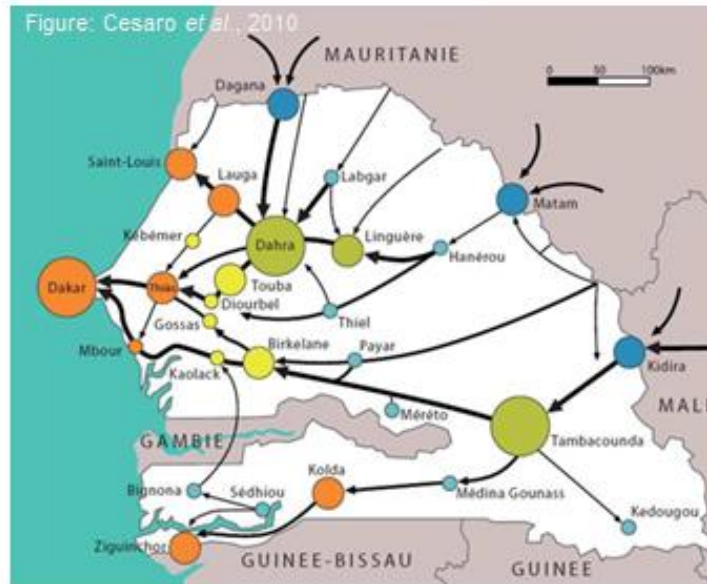 Figure: Cesaro et al., 2010
MAURITANIE
0 50 100km
Dagana
Saint-Louis
Lauga
Labgar
Matam
Kébémer
Dahra
Linguère
Hanérou
Dakar
Thiès
Touba
Diourbel
Thiel
Gossas
Mbour
Birkelane
Payar
Kaolack
Kidira
MALI
Méréto
GAMBIE
Tambacounda
Kolda
Bignona
Sédhiou
Médina Gounass
Kedougou
Ziguinchor
GUINEE-BISSAU
GUINEE